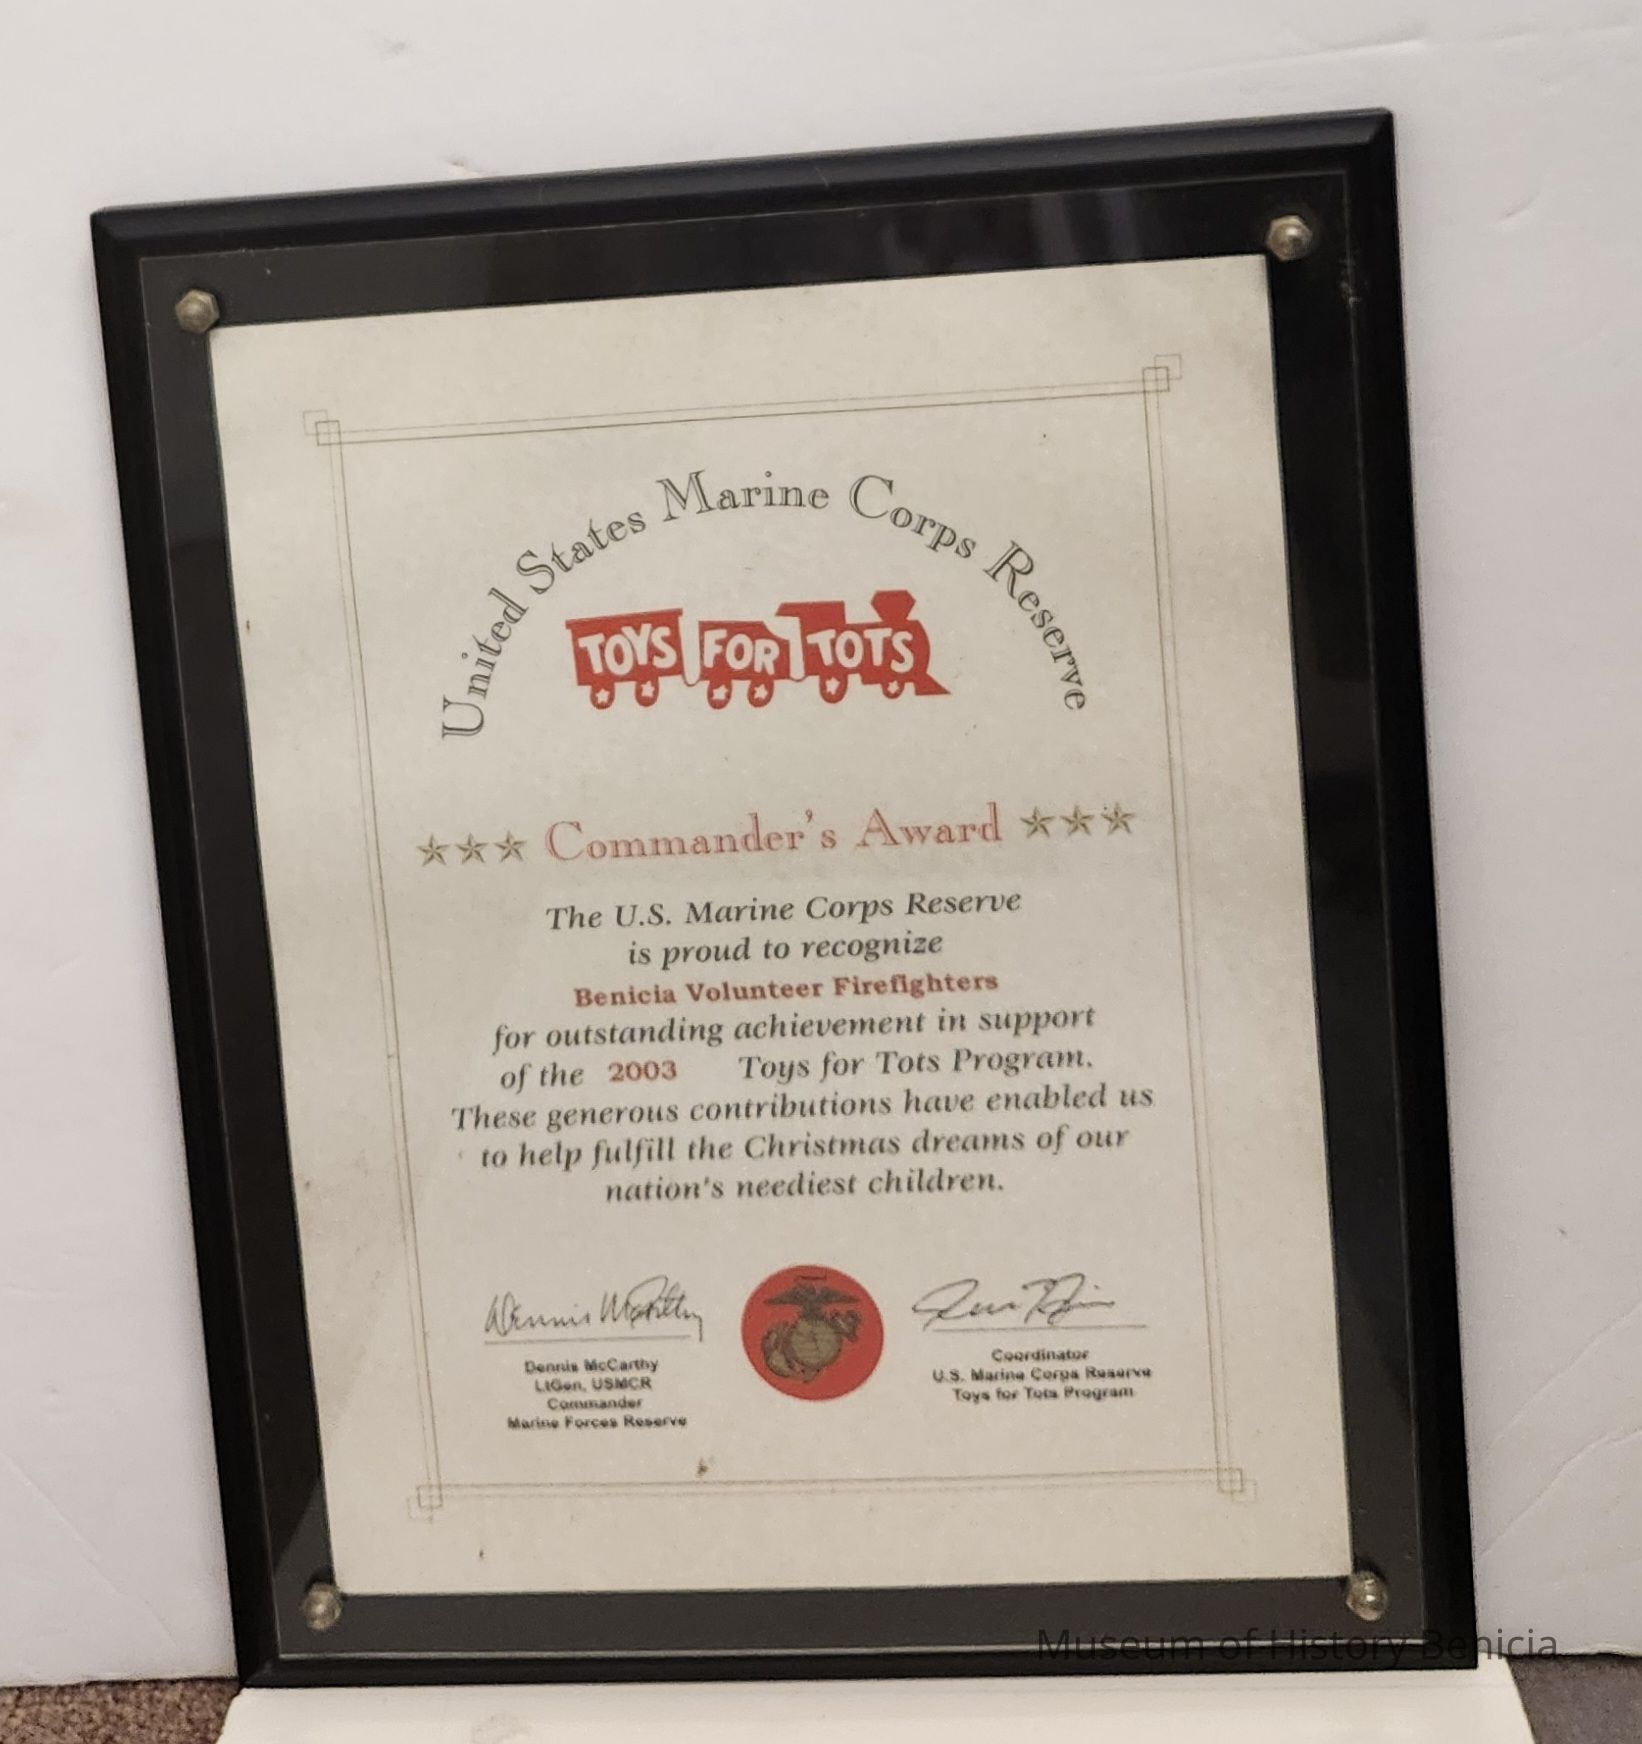 United States Marine Corps Reserve
TOYS FOR TOTS
Commander's Award
The U.S. Marine Corps Reserve
is proud to recognize
Benicia Volunteer Firefighters
for outstanding achievement in support
of the 2003 Toys for Tots Program.
These generous contributions have enabled us
to help fulfill the Christmas dreams of our
nation's neediest children.
Dennis McCarthy
Dennis McCarthy
LtGen, USMCR
Commander
Marine Forces Reserve
Coordinator
U.S. Marine Corps Reserve
Toys for Tots Program
Museum of History Benicia